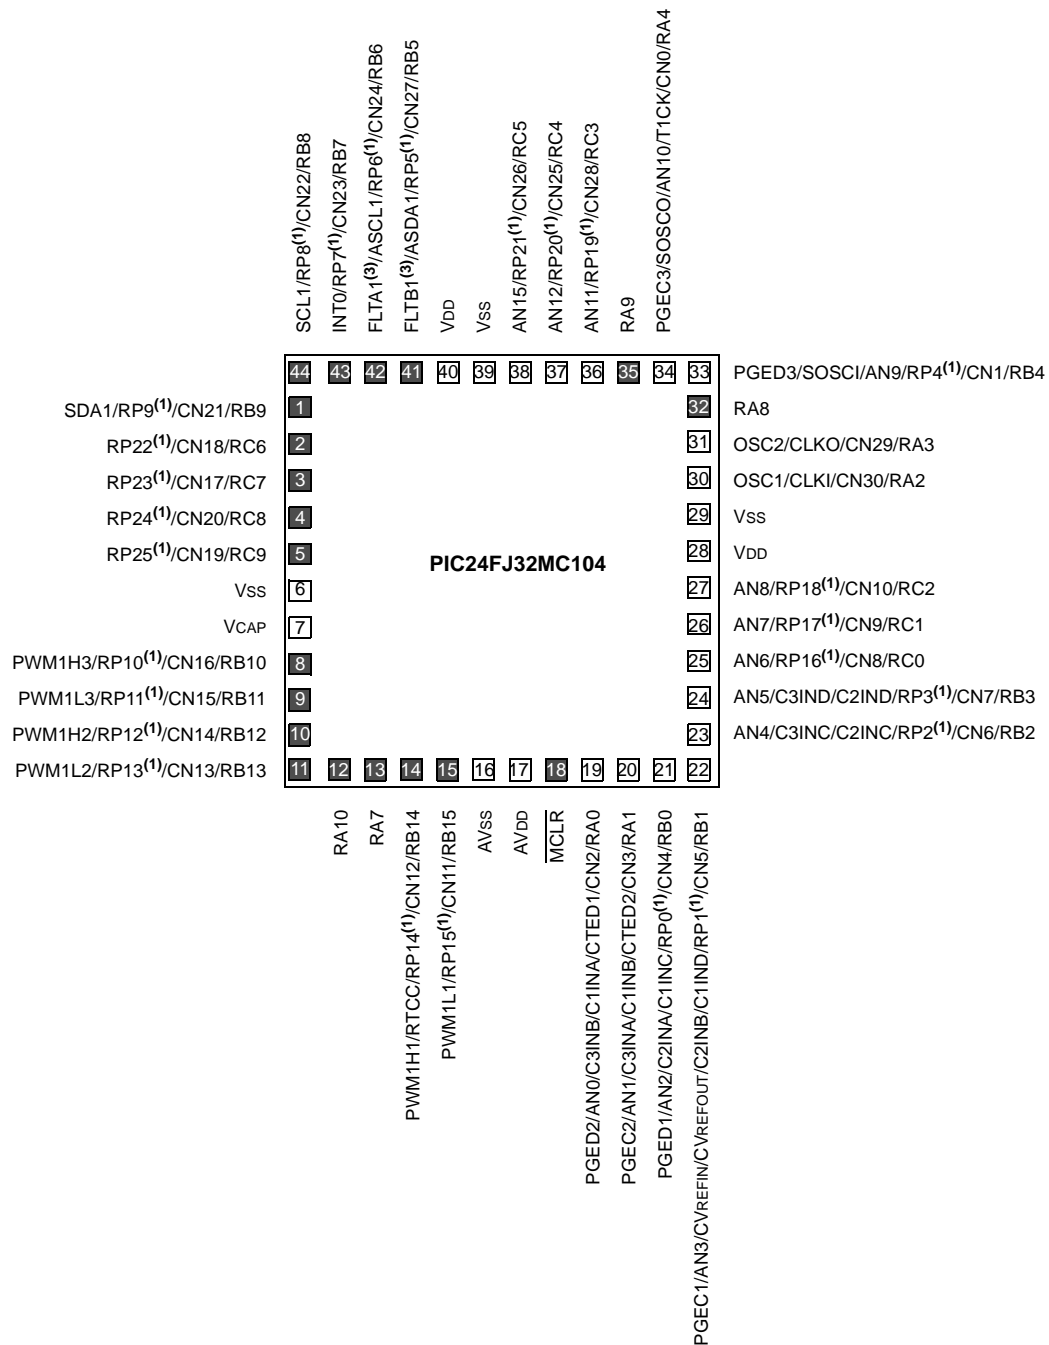 SCL1/RP8(1)/CN22/RB8
INT0/RP7(1)/CN23/RB7
FLTA1(3)/ASCL1/RP6(1)/CN24/RB6
FLTB1(3)/ASDA1/RP5(1)/CN27/RB5
VDD
VSS
AN15/RP21(1)/CN26/RC5
AN12/RP20(1)/CN25/RC4
AN11/RP19(1)/CN28/RC3
RA9
PGEC3/SOSCO/AN10/T1CK/CN0/RA4
44 43 42 41 40 39 38 37 36 35 34 33 PGED3/SOSCI/AN9/RP4(1)/CN1/RB4
SDA1/RP9(1)/CN21/RB9 1 32 RA8
RP22(1)/CN18/RC6 2 31 OSC2/CLKO/CN29/RA3
RP23(1)/CN17/RC7 3 30 OSC1/CLKI/CN30/RA2
RP24(1)/CN20/RC8 4 29 VSS
RP25(1)/CN19/RC9 5 28 VDD
PIC24FJ32MC104
VSS 6 27 AN8/RP18(1)/CN10/RC2
VCAP 7 26 AN7/RP17(1)/CN9/RC1
PWM1H3/RP10(1)/CN16/RB10 8 25 AN6/RP16(1)/CN8/RC0
PWM1L3/RP11(1)/CN15/RB11 9 24 AN5/C3IND/C2IND/RP3(1)/CN7/RB3
PWM1H2/RP12(1)/CN14/RB12 10 23 AN4/C3INC/C2INC/RP2(1)/CN6/RB2
PWM1L2/RP13(1)/CN13/RB13 11 12 13 14 15 16 17 18 19 20 21 22
RA10
RA7
PWM1H1/RTCC/RP14(1)/CN12/RB14
PWM1L1/RP15(1)/CN11/RB15
AVSS
AVDD
MCLR
PGED2/AN0/C3INB/C1INA/CTED1/CN2/RA0
PGEC2/AN1/C3INA/C1INB/CTED2/CN3/RA1
PGED1/AN2/C2INA/C1INC/RP0(1)/CN4/RB0
PGEC1/AN3/CVREFIN/CVREFOUT/C2INB/C1IND/RP1(1)/CN5/RB1